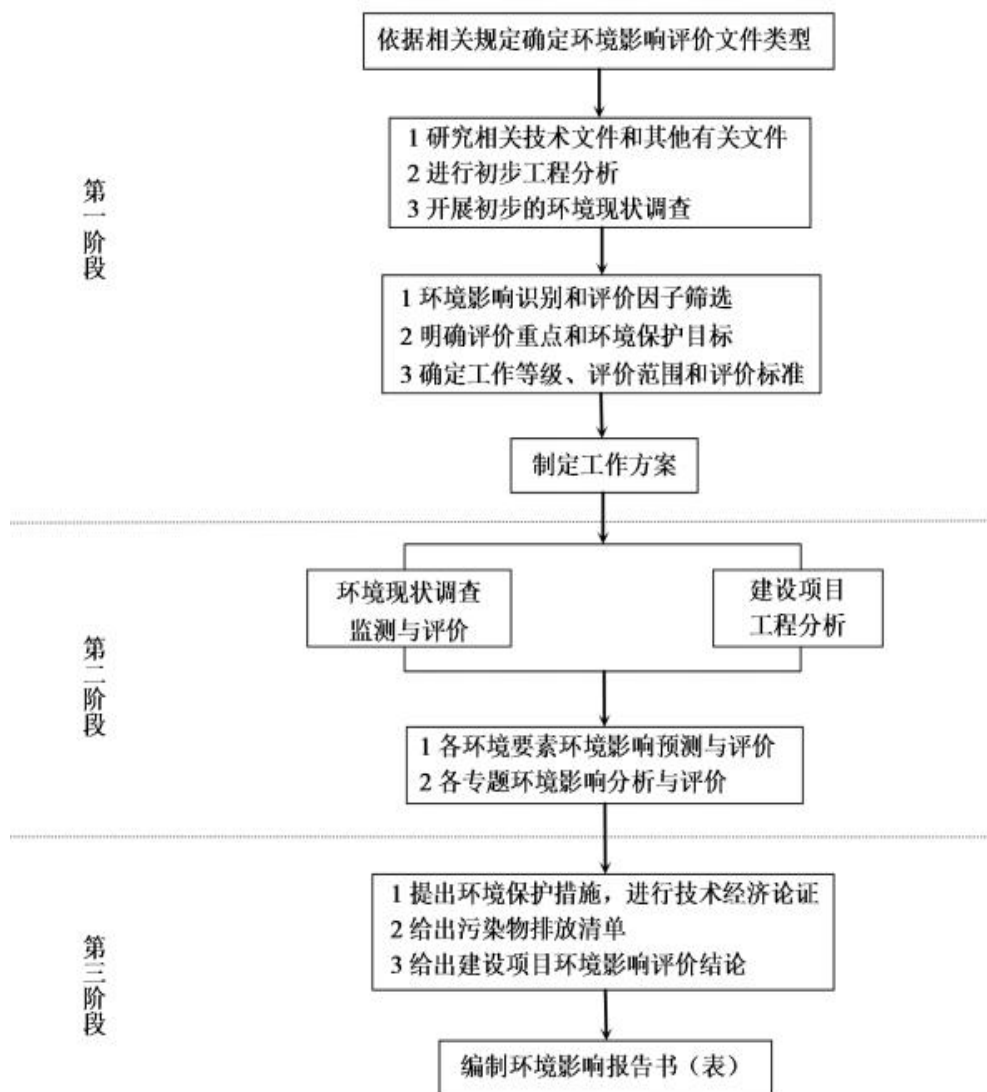 依据相关规定确定环境影响评价文件类型
1 研究相关技术文件和其他有关文件
2 进行初步工程分析
3 开展初步的环境现状调查
第一阶段
1 环境影响识别和评价因子筛选
2 明确评价重点和环境保护目标
3 确定工作等级、评价范围和评价标准
制定工作方案
环境现状调查
监测与评价
建设项目
工程分析
第二阶段
1 各环境要素环境影响预测与评价
2 各专题环境影响分析与评价
1 提出环境保护措施，进行技术经济论证
2 给出污染物排放清单
3 给出建设项目环境影响评价结论
第三阶段
编制环境影响报告书（表）